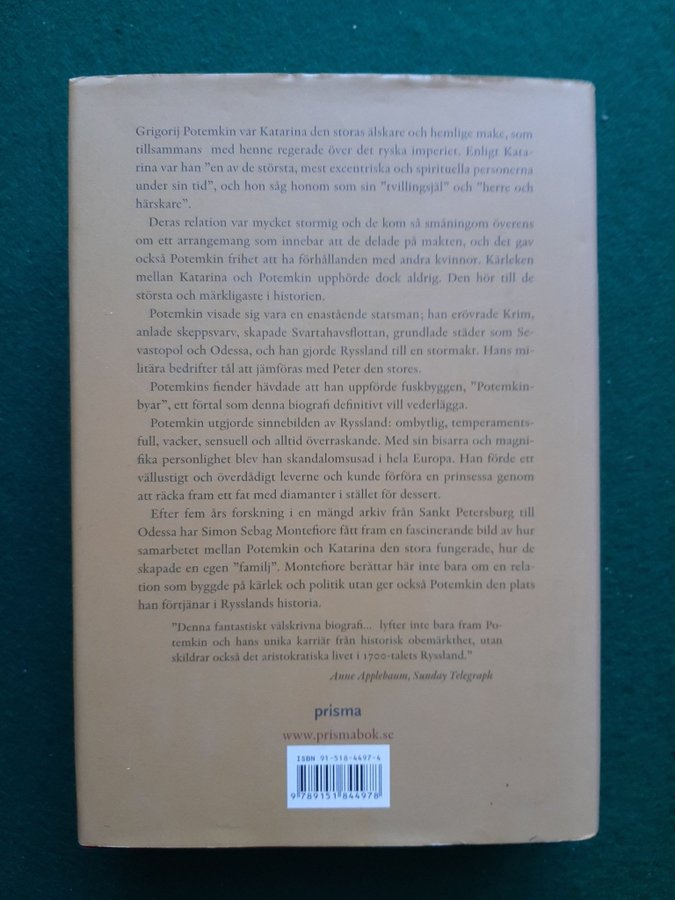 Grigorij Potemkin var Katarina den storas älskare och hemlige make, som
tillsammans med henne regerade över det ryska imperiet. Enligt Kata-
rina var han "en av de största, mest excentriska och spirituella personerna
under sin tid", och hon såg honom som sin "tvillingsjäl" och "herre och
härskare".
Deras relation var mycket stormig och de kom så småningom överens
om ett arrangemang som innebar att de delade på makten, och det gav
också Potemkin frihet att ha förhållanden med andra kvinnor. Kärleken
mellan Katarina och Potemkin upphörde dock aldrig. Den hör till de
största och märkligaste i historien.
Potemkin visade sig vara en enastående statsman; han erövrade Krim,
anlade skeppsvarv, skapade Svartahavsflottan, grundlade städer som Se-
vastopol och Odessa, och han gjorde Ryssland till en stormakt. Hans mi-
litära bedrifter tål att jämföras med Peter den stores.
Potemkins fiender hävdade att han uppförde fuskbyggen, "Potemkin-
byar", ett förtal som denna biografi definitivt vill vederlägga.
Potemkin utgjorde sinnebilden av Ryssland: ombytlig, temperaments-
full, vacker, sensuell och alltid överraskande. Med sin bisarra och magni-
fika personlighet blev han skandalomsusad i hela Europa. Han förde ett
vällustigt och överdådigt leverne och kunde förföra en prinsessa genom
att räcka fram ett fat med diamanter i stället för dessert.
Efter fem års forskning i en mängd arkiv från Sankt Petersburg till
Odessa har Simon Sebag Montefiore fått fram en fascinerande bild av hur
samarbetet mellan Potemkin och Katarina den stora fungerade, hur de
skapade en egen "familj". Montefiore berättar här inte bara om en rela-
tion som byggde på kärlek och politik utan ger också Potemkin den plats
han förtjänar i Rysslands historia.
"Denna fantastiskt välskrivna biografi... lyfter inte bara fram Po-
temkin och hans unika karriär från historisk obemärkthet, utan
skildrar också det aristokratiska livet i 1700-talets Ryssland."
Anne Applebaum, Sunday Telegraph
prisma
www.prismabok.se
ISBN 91-518-4497-4
9 789151 844978